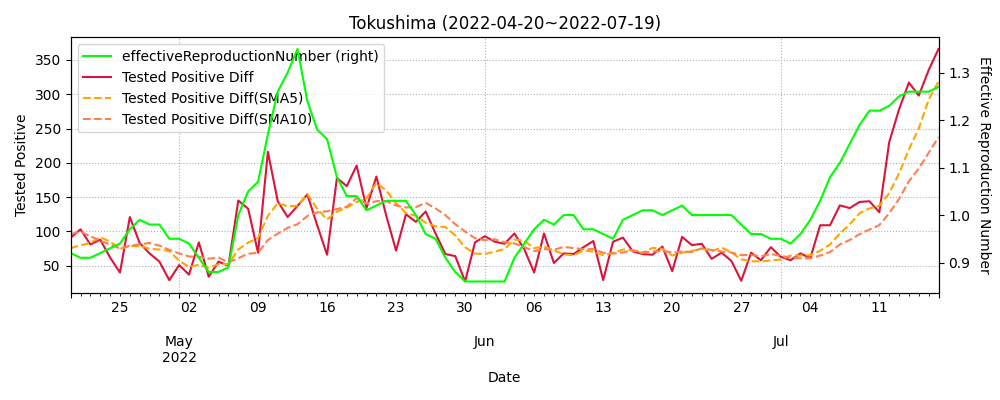 Tokushima (2022-04-20~2022-07-19)
effectiveReproductionNumber (right)
Tested Positive Diff
Tested Positive Diff(SMA5)
Tested Positive Diff(SMA10)
Tested Positive
350
300
250
200
150
100
50
1.3
1.2
1.1
1.0
0.9
Effective Reproduction Number
25 02 09 16 23 30 06 13 20 27 04 11
May Jun Jul
2022
Date